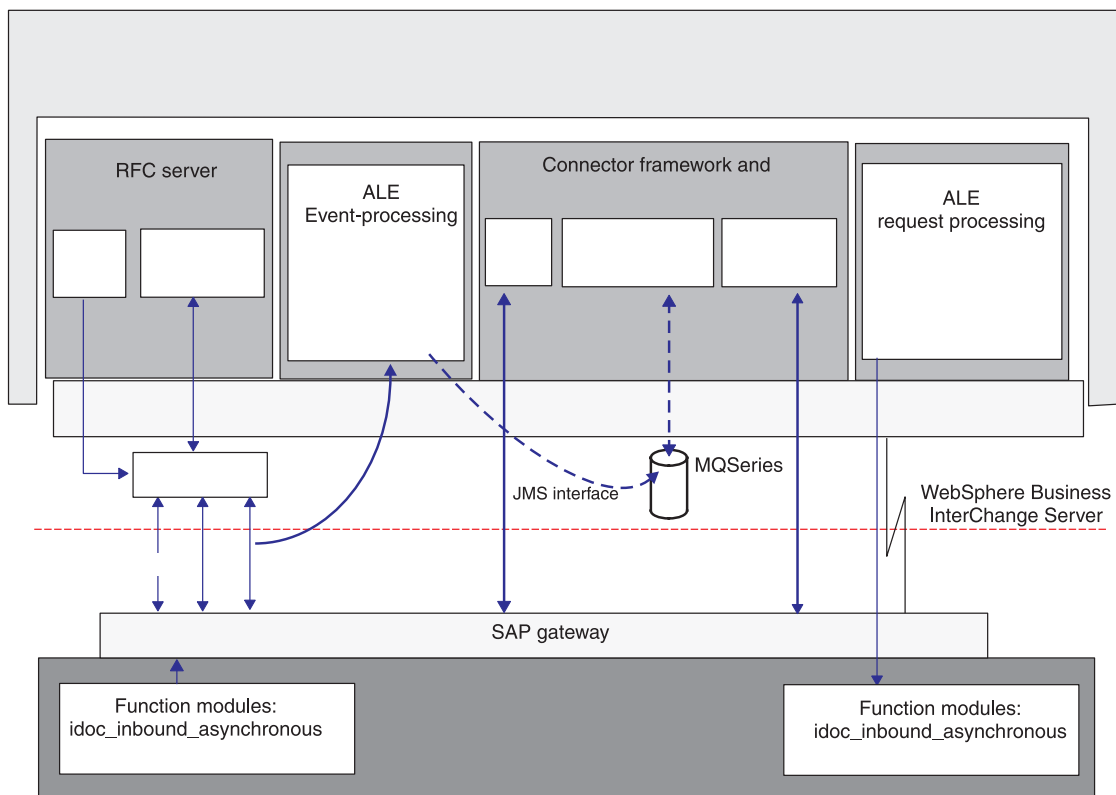 RFC server
ALE
Event-processing
Connector framework and
ALE
request processing
MQSeries
JMS interface
WebSphere Business
InterChange Server
SAP gateway
Function modules:
idoc_inbound_asynchronous
Function modules:
idoc_inbound_asynchronous